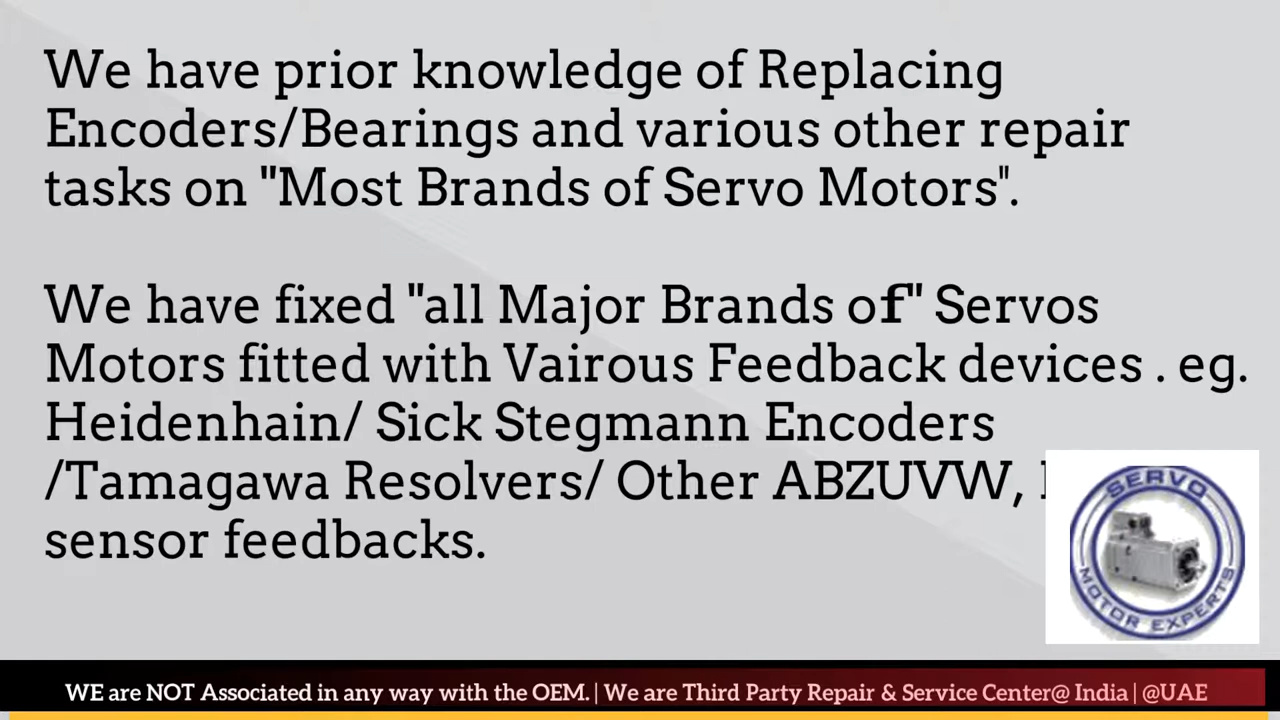 We have prior knowledge of Replacing
Encoders/Bearings and various other repair
tasks on "Most Brands of Servo Motors".
We have fixed "all Major Brands of" Servos
Motors fitted with Vairous Feedback devices . eg.
Heidenhain/ Sick Stegmann Encoders
/Tamagawa Resolvers/ Other ABZUVW,
sensor feedbacks.
SERVO
MOTOR EXPERTS
WE are NOT Associated in any way with the OEM. | We are Third Party Repair & Service Center@ India | @UAE